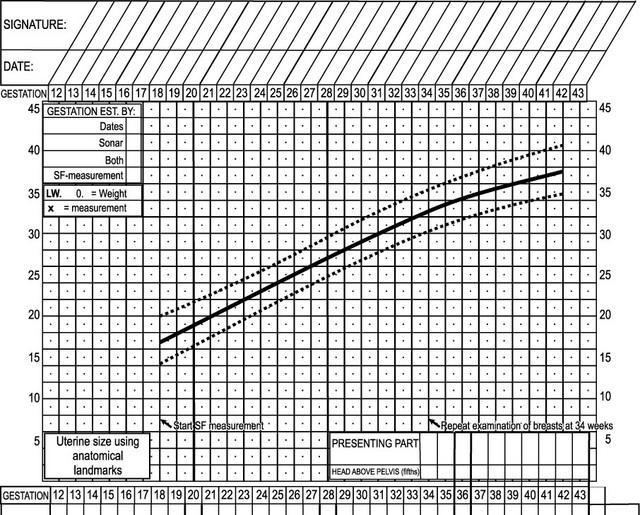 SIGNATURE:
DATE:
GESTATION 12 13 14 15 16 17 18 19 20 21 22 23 24 25 26 27 28 29 30 31 32 33 34 35 36 37 38 39 40 41 42 43
45 45
GESTATION EST. BY:
Dates
40 Sonar 40
Both
SF-measurement
35 LW. 0. = Weight 35
x = measurement
30 30
25 25
20 20
15 15
10 10
Start SF measurement
Repeat examination of breasts at 34 weeks
5 5
Uterine size using
anatomical
landmarks
PRESENTING PART
HEAD ABOVE PELVIS (fifths)
GESTATION 12 13 14 15 16 17 18 19 20 21 22 23 24 25 26 27 28 29 30 31 32 33 34 35 36 37 38 39 40 41 42 43